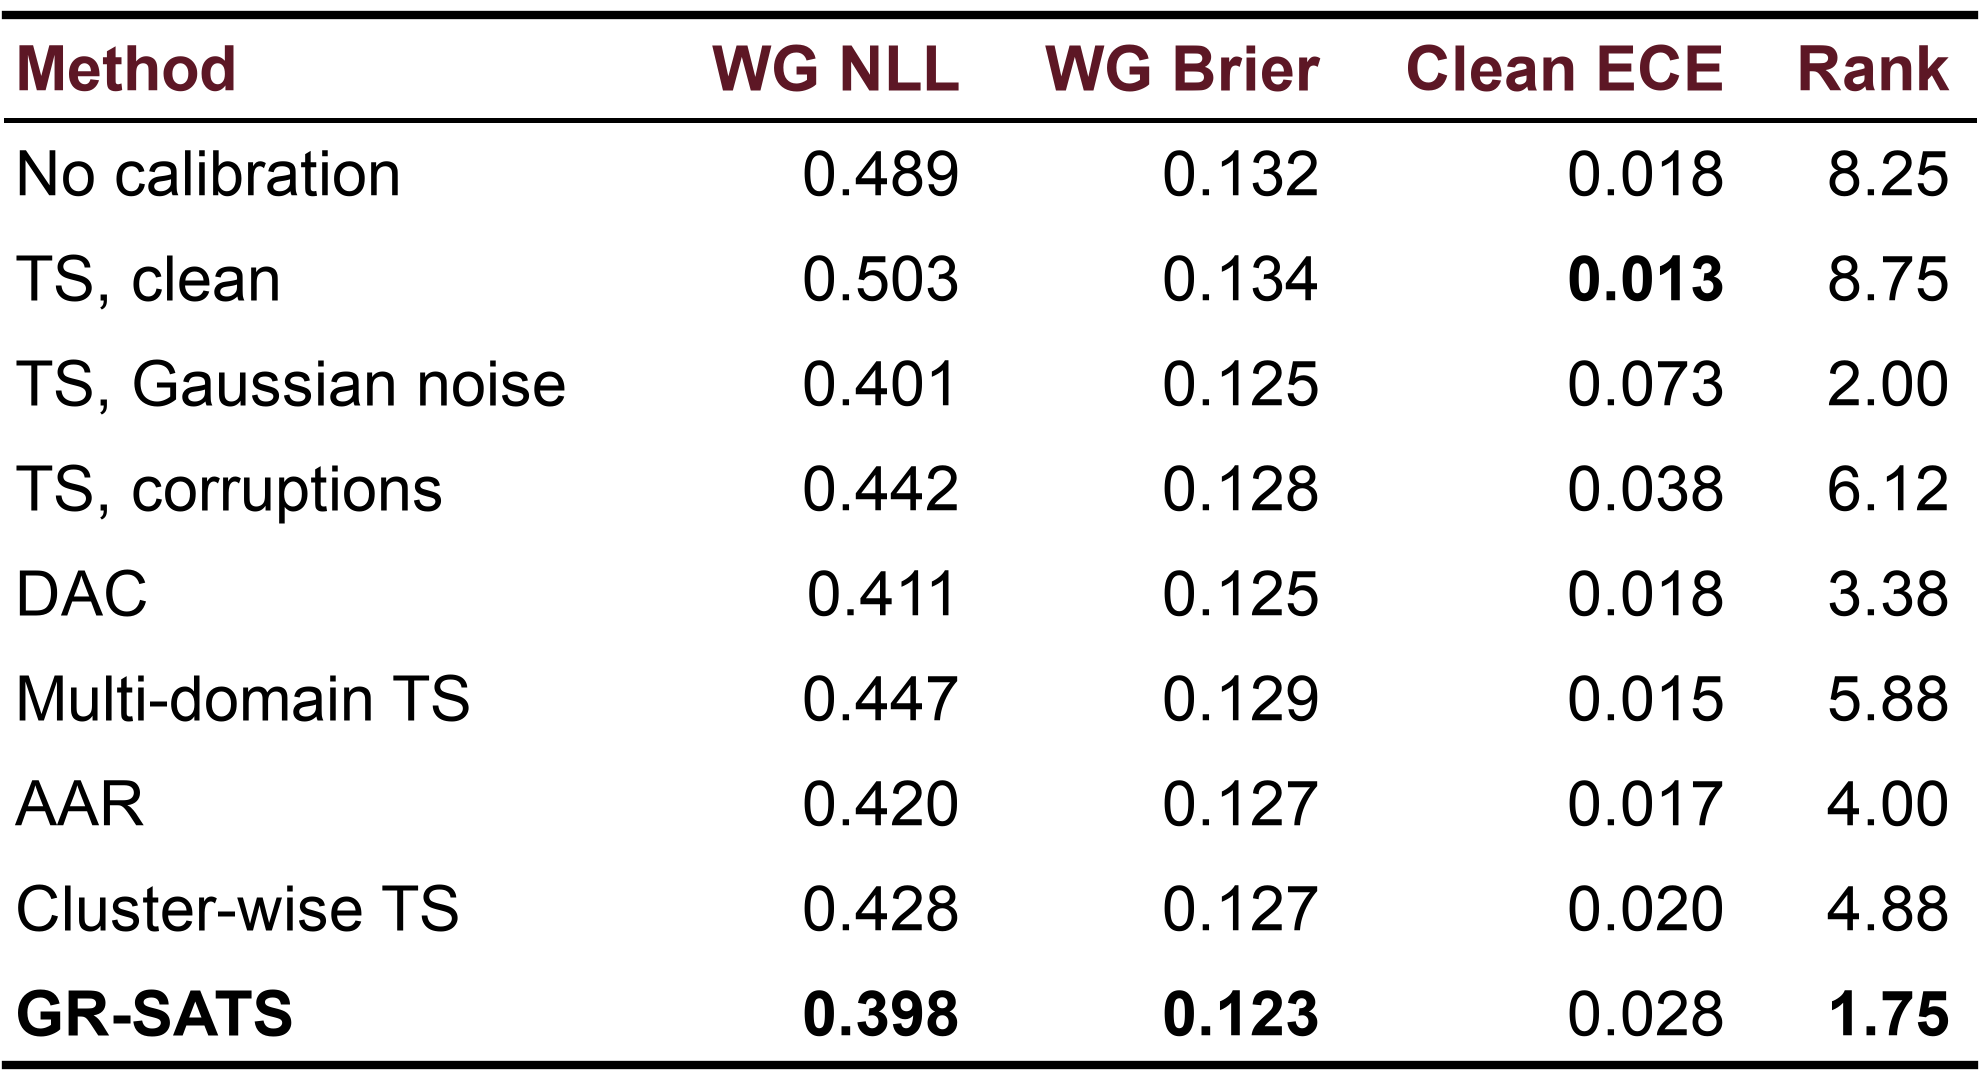 Method WG NLL WG Brier Clean ECE Rank
No calibration 0.489 0.132 0.018 8.25
TS, clean 0.503 0.134 0.013 8.75
TS, Gaussian noise 0.401 0.125 0.073 2.00
TS, corruptions 0.442 0.128 0.038 6.12
DAC 0.411 0.125 0.018 3.38
Multi-domain TS 0.447 0.129 0.015 5.88
AAR 0.420 0.127 0.017 4.00
Cluster-wise TS 0.428 0.127 0.020 4.88
GR-SATS 0.398 0.123 0.028 1.75